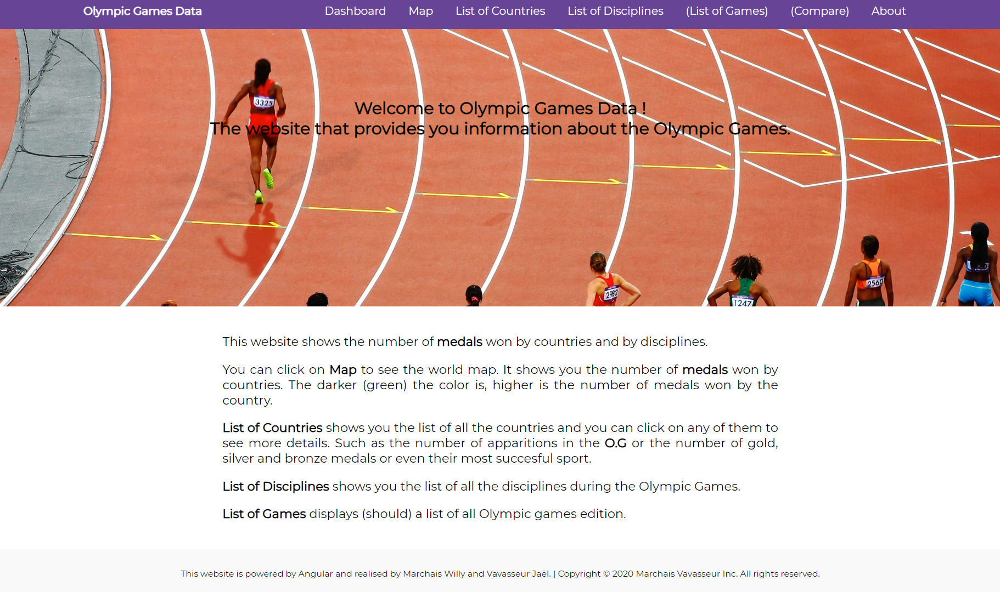 Olympic Games Data
Dashboard Map List of Countries List of Disciplines (List of Games) (Compare) About
3325
Welcome to Olympic Games Data !
The website that provides you information about the Olympic Games.
2982
1247
2560
This website shows the number of medals won by countries and by disciplines.
You can click on Map to see the world map. It shows you the number of medals won by
countries. The darker (green) the color is, higher is the number of medals won by the
country.
List of Countries shows you the list of all the countries and you can click on any of them to
see more details. Such as the number of apparitions in the O.G or the number of gold,
silver and bronze medals or even their most succesful sport.
List of Disciplines shows you the list of all the disciplines during the Olympic Games.
List of Games displays (should) a list of all Olympic games edition.
This website is powered by Angular and realised by Marchais Willy and Vavasseur Jaël. | Copyright © 2020 Marchais Vavasseur Inc. All rights reserved.